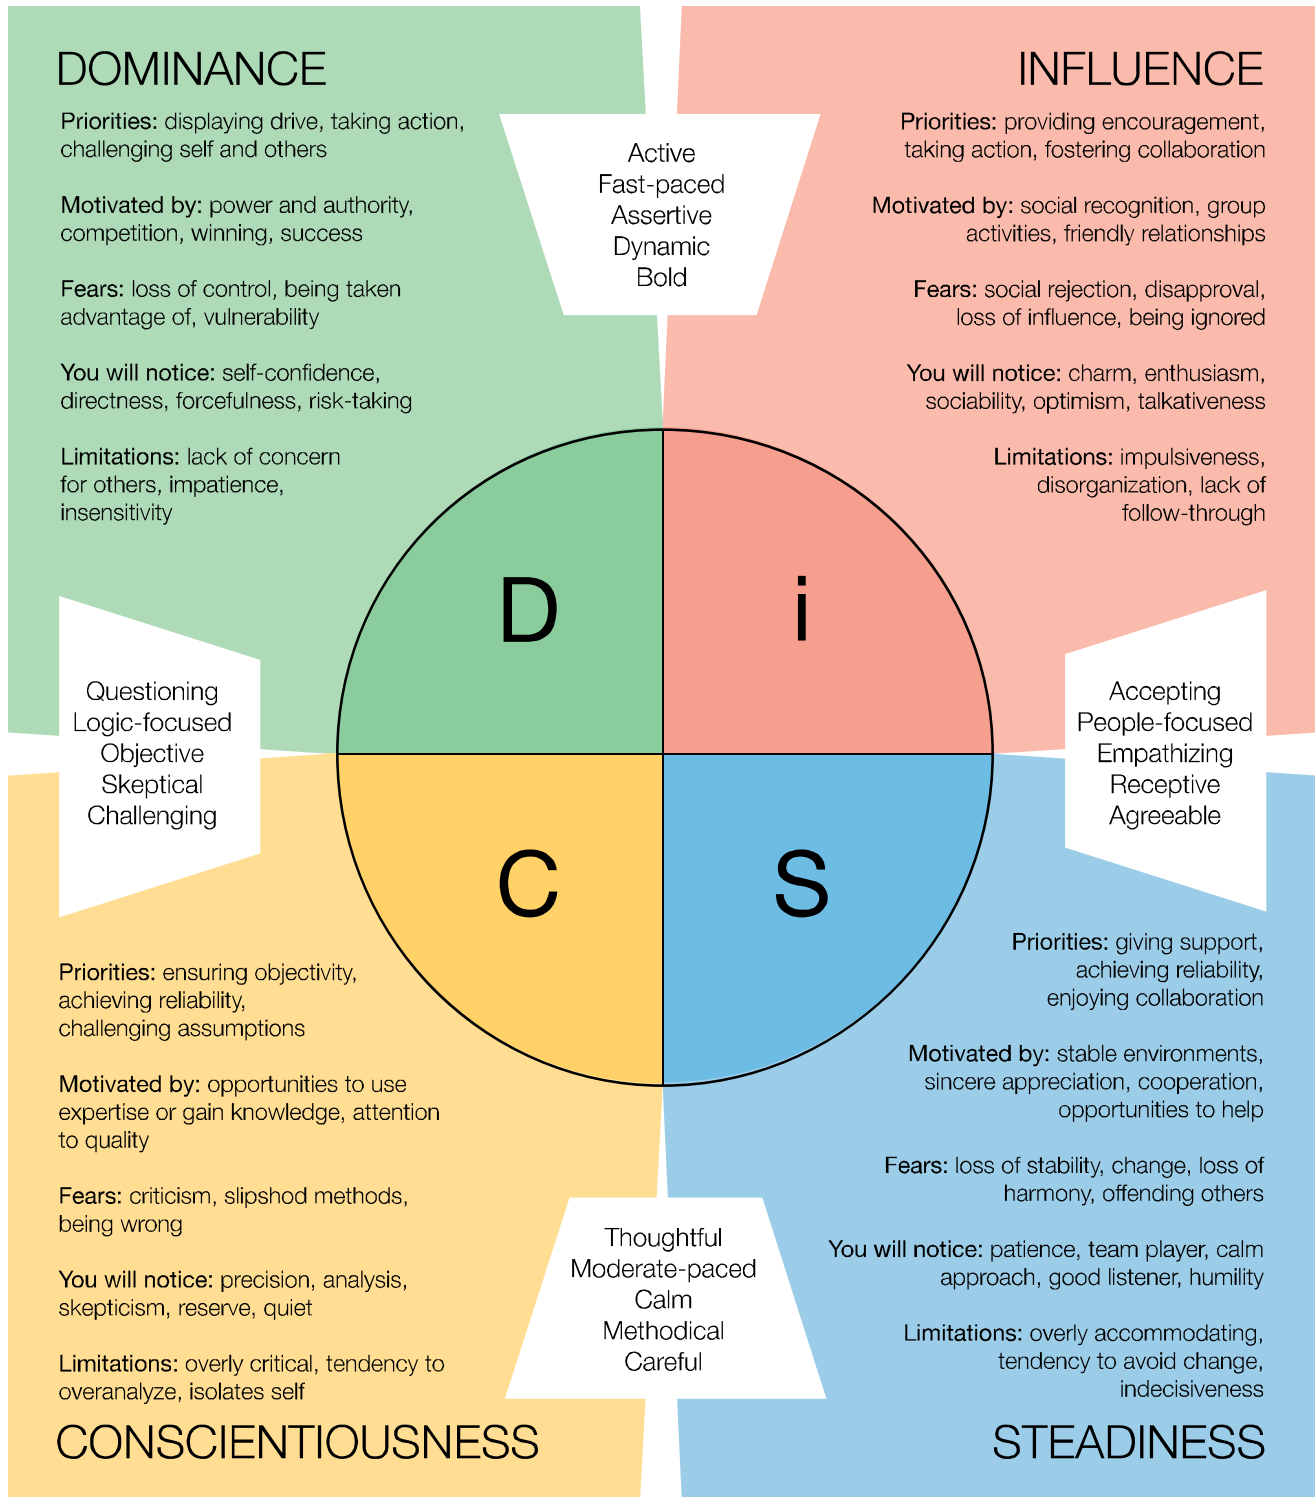 DOMINANCE
Priorities: displaying drive, taking action,
challenging self and others
Motivated by: power and authority,
competition, winning, success
Fears: loss of control, being taken
advantage of, vulnerability
You will notice: self-confidence,
directness, forcefulness, risk-taking
Limitations: lack of concern
for others, impatience,
insensitivity
Active
Fast-paced
Assertive
Dynamic
Bold
INFLUENCE
Priorities: providing encouragement,
taking action, fostering collaboration
Motivated by: social recognition, group
activities, friendly relationships
Fears: social rejection, disapproval,
loss of influence, being ignored
You will notice: charm, enthusiasm,
sociability, optimism, talkativeness
Limitations: impulsiveness,
disorganization, lack of
follow-through
D
i
Questioning
Logic-focused
Objective
Skeptical
Challenging
Accepting
People-focused
Empathizing
Receptive
Agreeable
C
S
Priorities: ensuring objectivity,
achieving reliability,
challenging assumptions
Motivated by: opportunities to use
expertise or gain knowledge, attention
to quality
Fears: criticism, slipshod methods,
being wrong
You will notice: precision, analysis,
skepticism, reserve, quiet
Limitations: overly critical, tendency to
overanalyze, isolates self
CONSCIENTIOUSNESS
Thoughtful
Moderate-paced
Calm
Methodical
Careful
Priorities: giving support,
achieving reliability,
enjoying collaboration
Motivated by: stable environments,
sincere appreciation, cooperation,
opportunities to help
Fears: loss of stability, change, loss of
harmony, offending others
You will notice: patience, team player, calm
approach, good listener, humility
Limitations: overly accommodating,
tendency to avoid change,
indecisiveness
STEADINESS